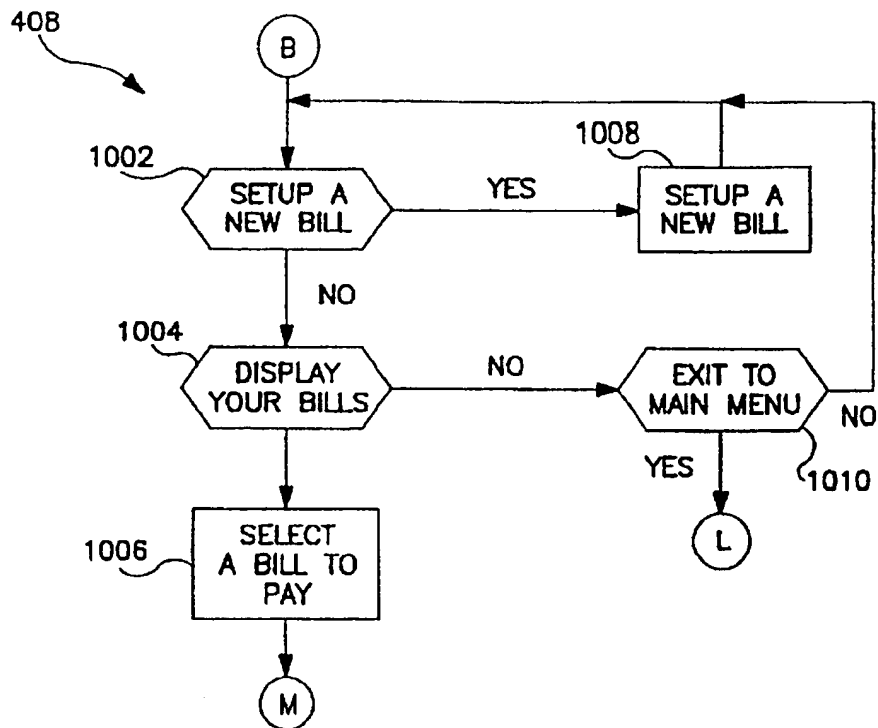 408
B
1002
SETUP A
NEW BILL
YES
1008
SETUP A
NEW BILL
NO
1004
DISPLAY
YOUR BILLS
NO
EXIT TO
MAIN MENU
NO
YES
1010
L
1006
SELECT
A BILL TO
PAY
M